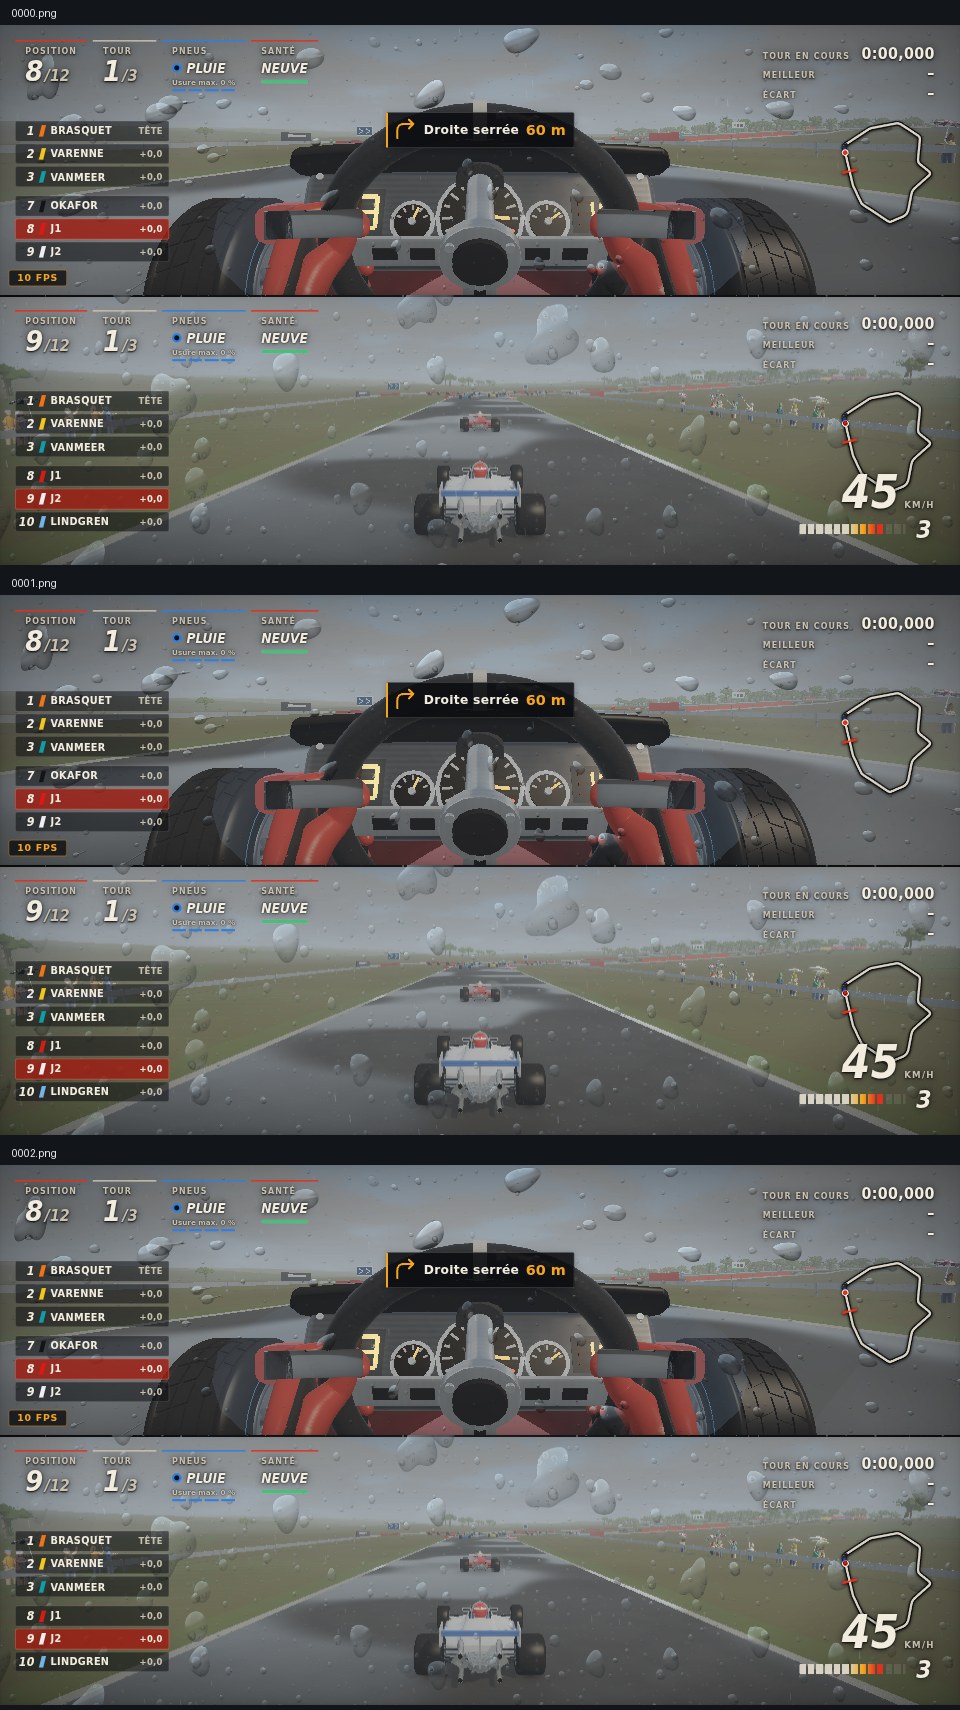 0000.png
POSITION TOUR PNEUS SANTÉ
8/12 1/3 PLUIE NEUVE
Usure max. 0 %
TOUR EN COURS 0:00,000
MEILLEUR –
ÉCART –
Droite serrée 60 m
1 BRASQUET TÊTE
2 VARENNE +0,0
3 VANMEER +0,0
7 OKAFOR +0,0
8 J1 +0,0
9 J2 +0,0
10 FPS
POSITION TOUR PNEUS SANTÉ
9/12 1/3 PLUIE NEUVE
Usure max. 0 %
TOUR EN COURS 0:00,000
MEILLEUR –
ÉCART –
1 BRASQUET TÊTE
2 VARENNE +0,0
3 VANMEER +0,0
8 J1 +0,0
9 J2 +0,0
10 LINDGREN +0,0
45 KM/H
3
0001.png
POSITION TOUR PNEUS SANTÉ
8/12 1/3 PLUIE NEUVE
Usure max. 0 %
TOUR EN COURS 0:00,000
MEILLEUR –
ÉCART –
Droite serrée 60 m
1 BRASQUET TÊTE
2 VARENNE +0,0
3 VANMEER +0,0
7 OKAFOR +0,0
8 J1 +0,0
9 J2 +0,0
10 FPS
POSITION TOUR PNEUS SANTÉ
9/12 1/3 PLUIE NEUVE
Usure max. 0 %
TOUR EN COURS 0:00,000
MEILLEUR –
ÉCART –
1 BRASQUET TÊTE
2 VARENNE +0,0
3 VANMEER +0,0
8 J1 +0,0
9 J2 +0,0
10 LINDGREN +0,0
45 KM/H
3
0002.png
POSITION TOUR PNEUS SANTÉ
8/12 1/3 PLUIE NEUVE
Usure max. 0 %
TOUR EN COURS 0:00,000
MEILLEUR –
ÉCART –
Droite serrée 60 m
1 BRASQUET TÊTE
2 VARENNE +0,0
3 VANMEER +0,0
7 OKAFOR +0,0
8 J1 +0,0
9 J2 +0,0
10 FPS
POSITION TOUR PNEUS SANTÉ
9/12 1/3 PLUIE NEUVE
Usure max. 0 %
TOUR EN COURS 0:00,000
MEILLEUR –
ÉCART –
1 BRASQUET TÊTE
2 VARENNE +0,0
3 VANMEER +0,0
8 J1 +0,0
9 J2 +0,0
10 LINDGREN +0,0
45 KM/H
3